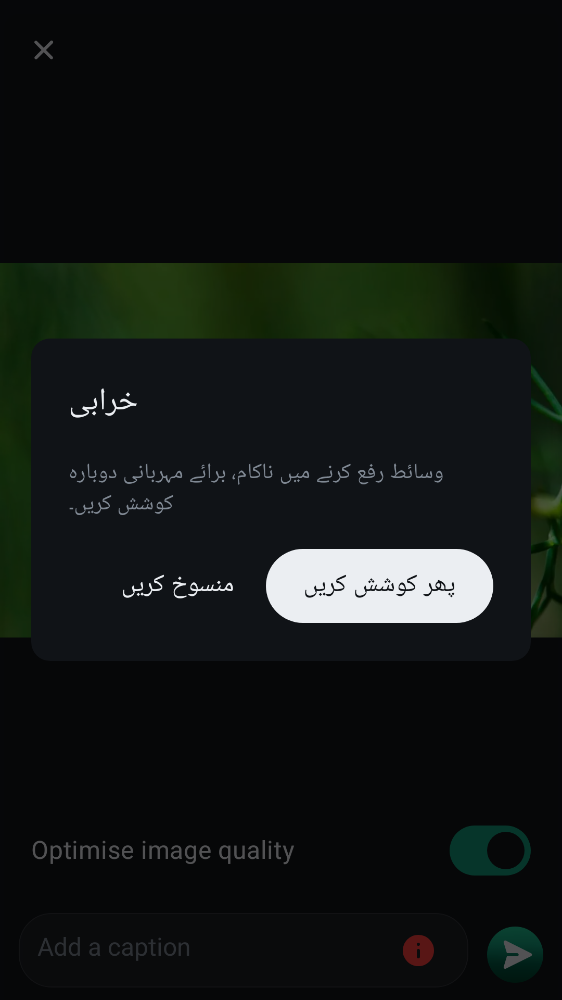 خرابی
وسائط رفع کرنے میں ناکام، برائے مہربانی دوبارہ
کوشش کریں۔
منسوخ کریں
پھر کوشش کریں
Optimise image quality
Add a caption